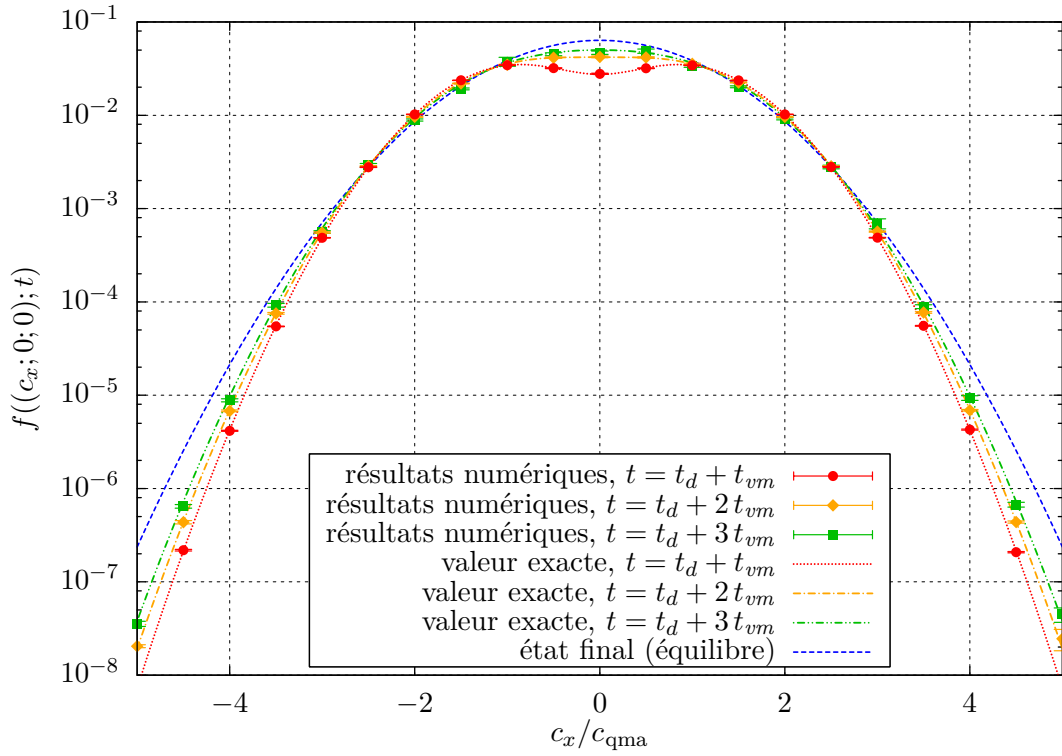 10⁻¹
10⁻²
10⁻³
10⁻⁴
10⁻⁵
10⁻⁶
10⁻⁷
10⁻⁸
f((cₓ; 0; 0); t)
résultats numériques, t = t_d + t_{vm}
résultats numériques, t = t_d + 2 t_{vm}
résultats numériques, t = t_d + 3 t_{vm}
valeur exacte, t = t_d + t_{vm}
valeur exacte, t = t_d + 2 t_{vm}
valeur exacte, t = t_d + 3 t_{vm}
état final (équilibre)
−4 −2 0 2 4
cₓ/c_{qma}